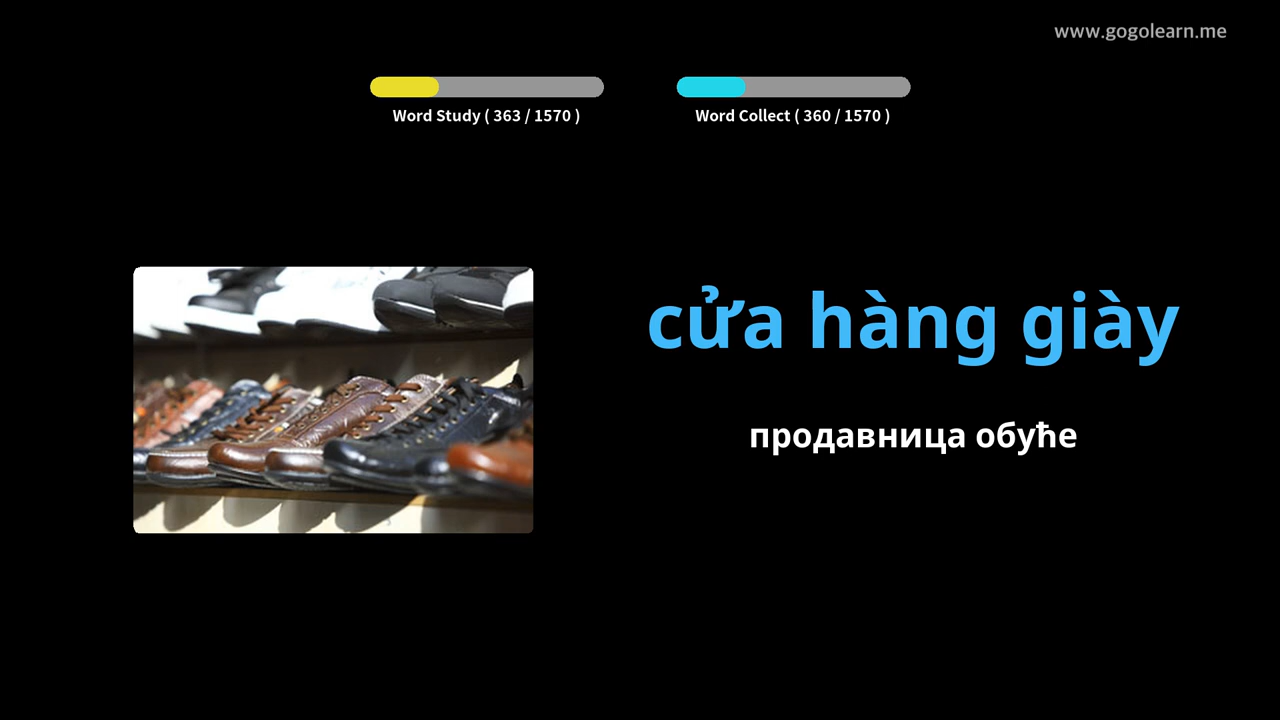 www.gogolearn.me
Word Study ( 363 / 1570 )
Word Collect ( 360 / 1570 )
cửa hàng giày
продавница обуће